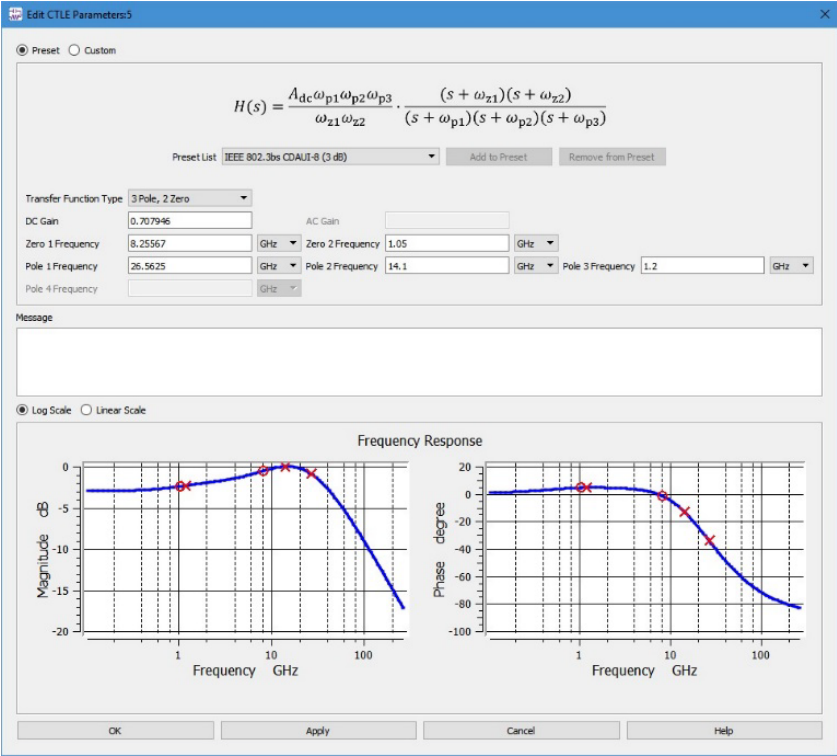 Edit CTLE Parameters:5
Preset Custom
H(s) = A_dc ω_p1 ω_p2 ω_p3 / ω_z1 ω_z2 · (s + ω_z1)(s + ω_z2) / (s + ω_p1)(s + ω_p2)(s + ω_p3)
Preset List IEEE 802.3bs CDAUI-8 (3 dB) Add to Preset Remove from Preset
Transfer Function Type 3 Pole, 2 Zero
DC Gain 0.707946 AC Gain
Zero 1 Frequency 8.25567 GHz Zero 2 Frequency 1.05 GHz
Pole 1 Frequency 26.5625 GHz Pole 2 Frequency 14.1 GHz Pole 3 Frequency 1.2 GHz
Pole 4 Frequency GHz
Message
Log Scale Linear Scale
Frequency Response
Magnitude dB
0
-5
-10
-15
-20
1 10 100
Frequency GHz
Phase degree
20
0
-20
-40
-60
-80
-100
1 10 100
Frequency GHz
OK Apply Cancel Help